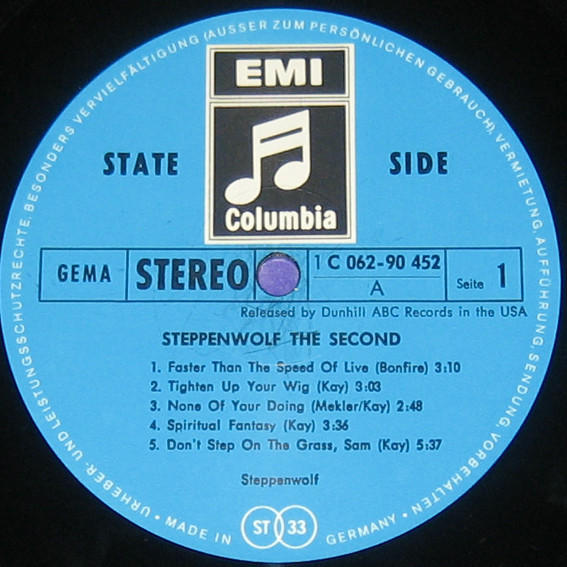 URHEBER- UND LEISTUNGSSCHUTZRECHTE, BESONDERS VERVIELFÄLTIGUNG (AUSSER ZUM PERSÖNLICHEN GEBRAUCH), VERMIETUNG, AUFFÜHRUNG, SENDUNG, VORBEHALTEN •
EMI
STATE SIDE
Columbia
GEMA STEREO 1 C 062-90 452 Seite 1
A
Released by Dunhill ABC Records in the USA
STEPPENWOLF THE SECOND
1. Faster Than The Speed Of Live (Bonfire) 3:10
2. Tighten Up Your Wig (Kay) 3:03
3. None Of Your Doing (Mekler/Kay) 2:48
4. Spiritual Fantasy (Kay) 3:36
5. Don't Step On The Grass, Sam (Kay) 5:37
Steppenwolf
• MADE IN GERMANY •
ST 33